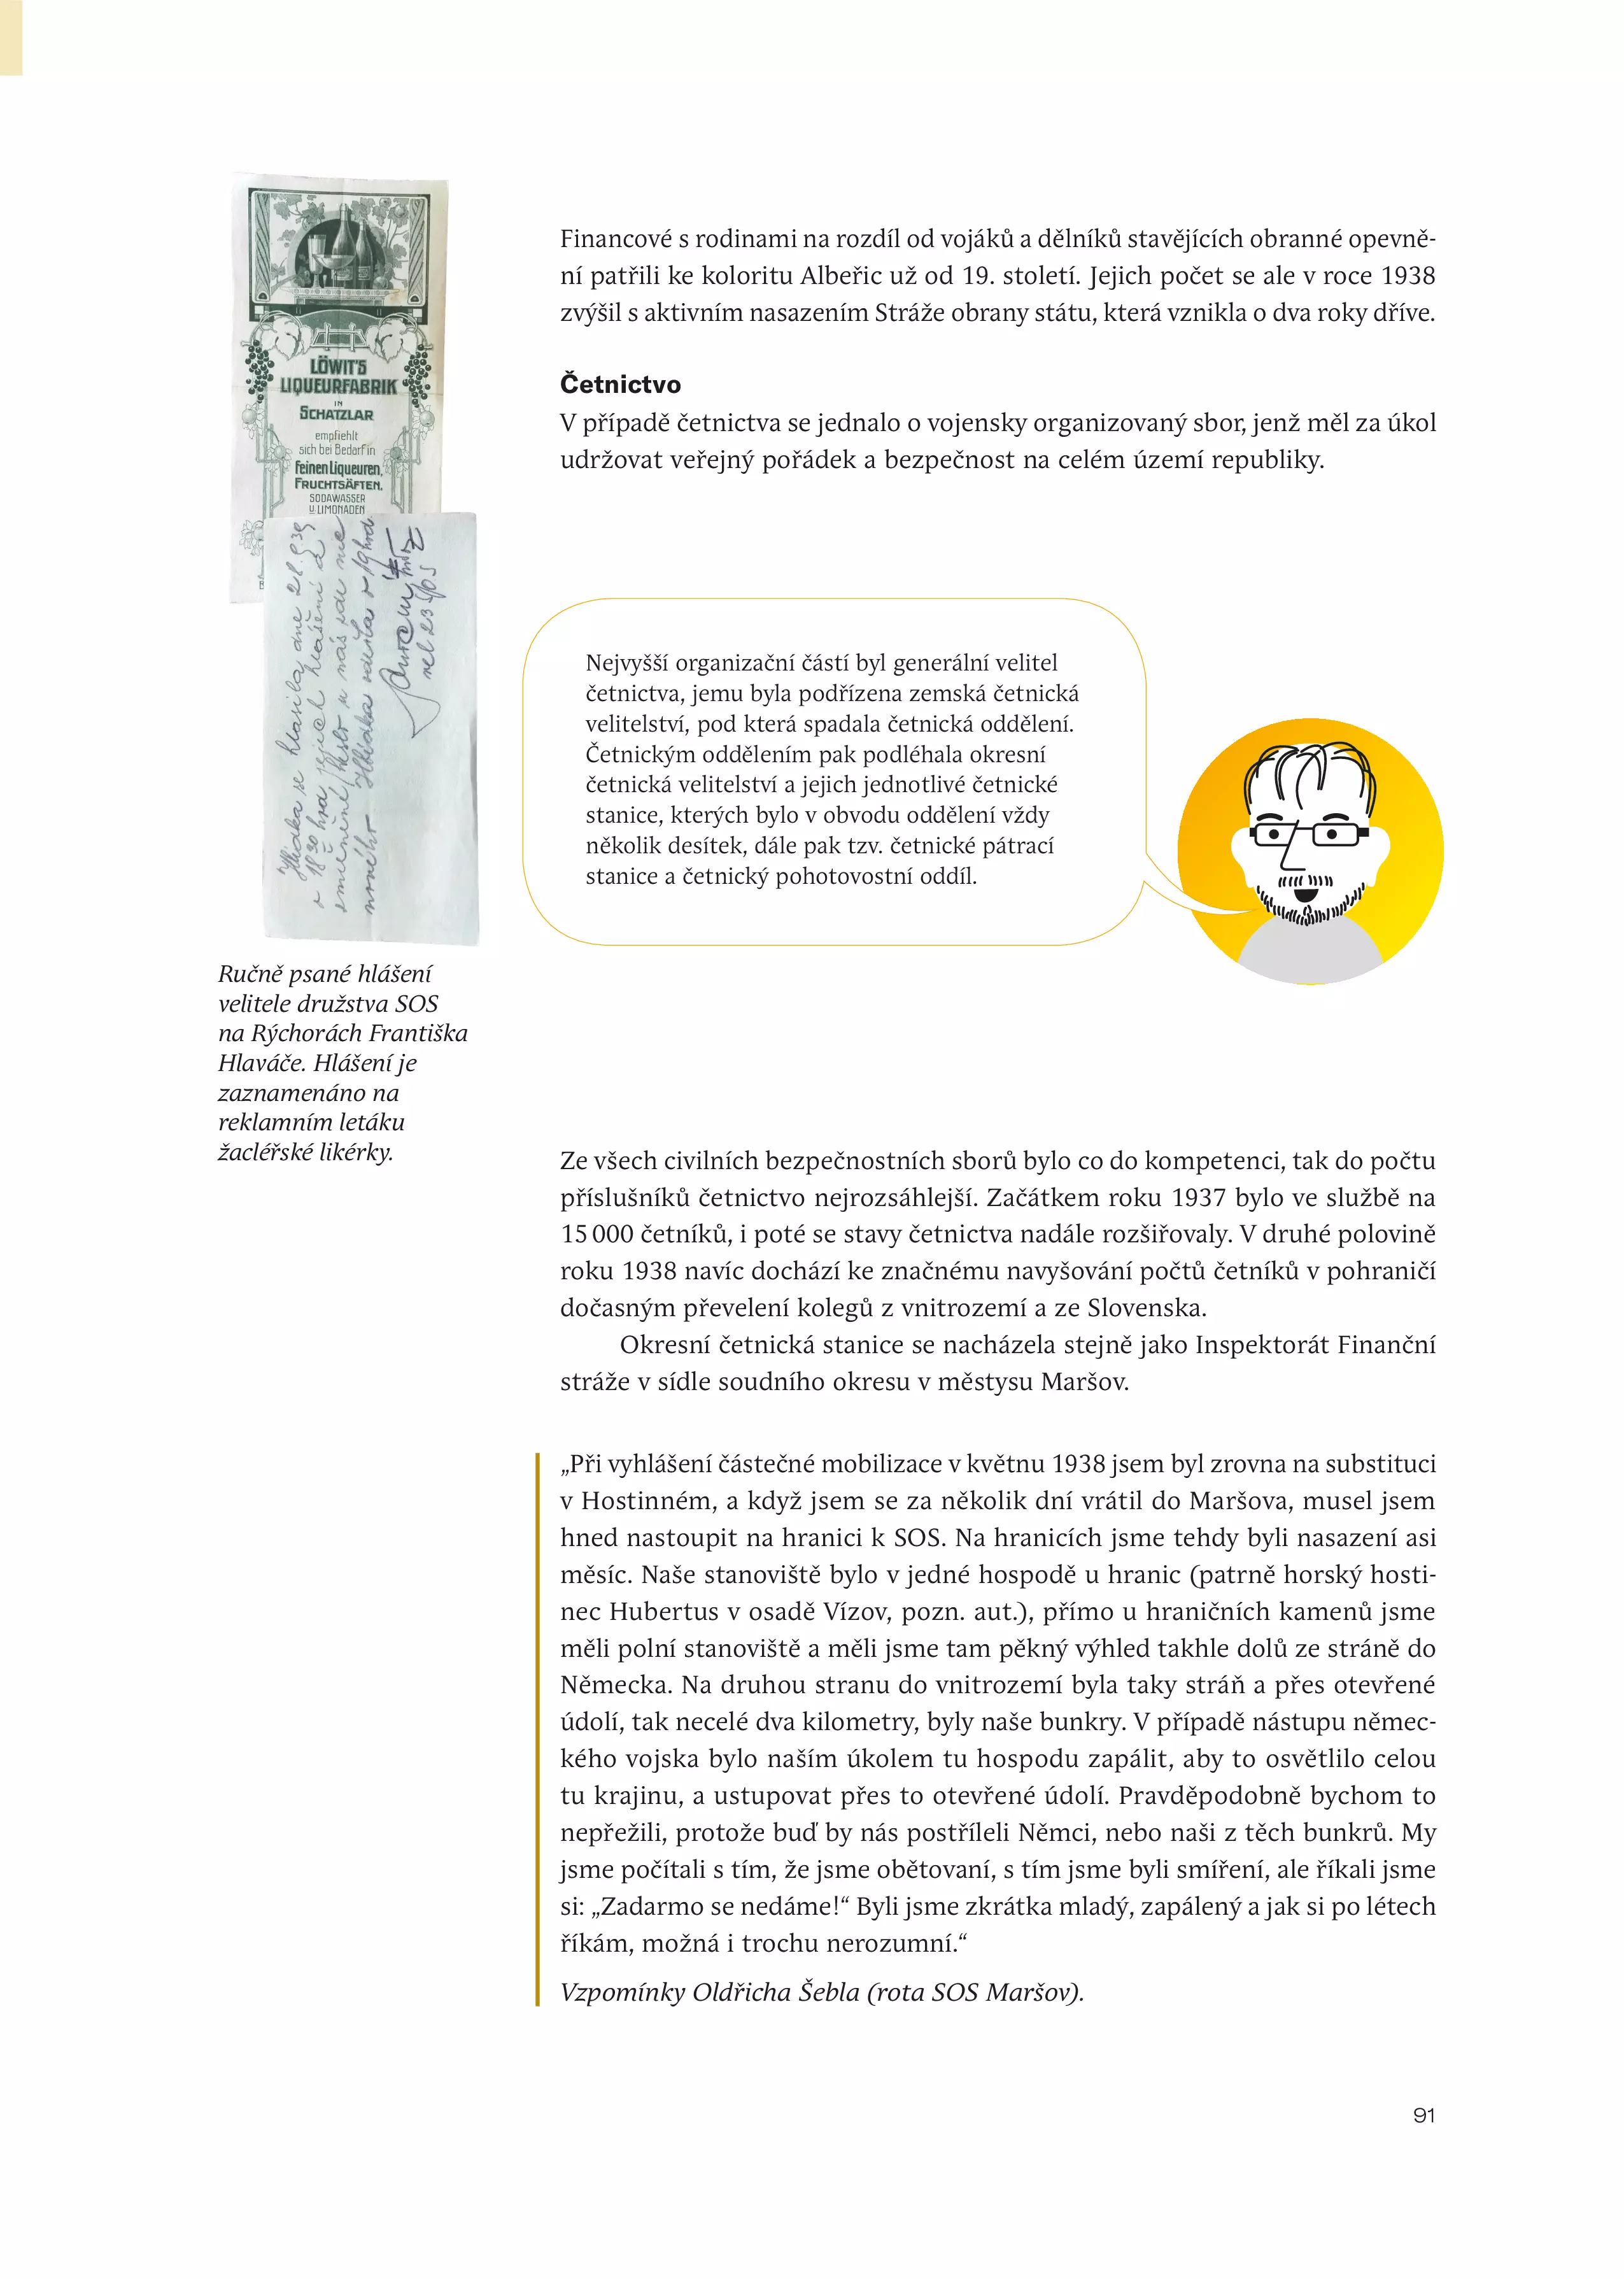 LÖWIT'S
LIQUEURFABRIK
IN
SCHATZLAR
empfiehlt
sich bei Bedarf in
feinen Liqueuren,
FRUCHTSÄFTEN,
SODAWASSER
u. LIMONADEN
Hlídka se hlásila dne
hlášení a
u nás zde nic
nového Hlídka odešla v 19 hod
Ručně psané hlášení
velitele družstva SOS
na Rýchorách Františka
Hlaváče. Hlášení je
zaznamenáno na
reklamním letáku
žacléřské likérky.
Financové s rodinami na rozdíl od vojáků a dělníků stavějících obranné opevně-
ní patřili ke koloritu Albeřic už od 19. století. Jejich počet se ale v roce 1938
zvýšil s aktivním nasazením Stráže obrany státu, která vznikla o dva roky dříve.
Četnictvo
V případě četnictva se jednalo o vojensky organizovaný sbor, jenž měl za úkol
udržovat veřejný pořádek a bezpečnost na celém území republiky.
Nejvyšší organizační částí byl generální velitel
četnictva, jemu byla podřízena zemská četnická
velitelství, pod která spadala četnická oddělení.
Četnickým oddělením pak podléhala okresní
četnická velitelství a jejich jednotlivé četnické
stanice, kterých bylo v obvodu oddělení vždy
několik desítek, dále pak tzv. četnické pátrací
stanice a četnický pohotovostní oddíl.
Ze všech civilních bezpečnostních sborů bylo co do kompetenci, tak do počtu
příslušníků četnictvo nejrozsáhlejší. Začátkem roku 1937 bylo ve službě na
15 000 četníků, i poté se stavy četnictva nadále rozšiřovaly. V druhé polovině
roku 1938 navíc dochází ke značnému navyšování počtů četníků v pohraničí
dočasným převelení kolegů z vnitrozemí a ze Slovenska.
Okresní četnická stanice se nacházela stejně jako Inspektorát Finanční
stráže v sídle soudního okresu v městysu Maršov.
„Při vyhlášení částečné mobilizace v květnu 1938 jsem byl zrovna na substituci
v Hostinném, a když jsem se za několik dní vrátil do Maršova, musel jsem
hned nastoupit na hranici k SOS. Na hranicích jsme tehdy byli nasazení asi
měsíc. Naše stanoviště bylo v jedné hospodě u hranic (patrně horský hosti-
nec Hubertus v osadě Vízov, pozn. aut.), přímo u hraničních kamenů jsme
měli polní stanoviště a měli jsme tam pěkný výhled takhle dolů ze stráně do
Německa. Na druhou stranu do vnitrozemí byla taky stráň a přes otevřené
údolí, tak necelé dva kilometry, byly naše bunkry. V případě nástupu němec-
kého vojska bylo naším úkolem tu hospodu zapálit, aby to osvětlilo celou
tu krajinu, a ustupovat přes to otevřené údolí. Pravděpodobně bychom to
nepřežili, protože buď by nás postříleli Němci, nebo naši z těch bunkrů. My
jsme počítali s tím, že jsme obětovaní, s tím jsme byli smíření, ale říkali jsme
si: „Zadarmo se nedáme!“ Byli jsme zkrátka mladý, zapálený a jak si po létech
říkám, možná i trochu nerozumní.“
Vzpomínky Oldřicha Šebla (rota SOS Maršov).
91